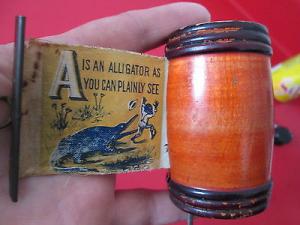 A IS AN ALLIGATOR AS
YOU CAN PLAINLY SEE